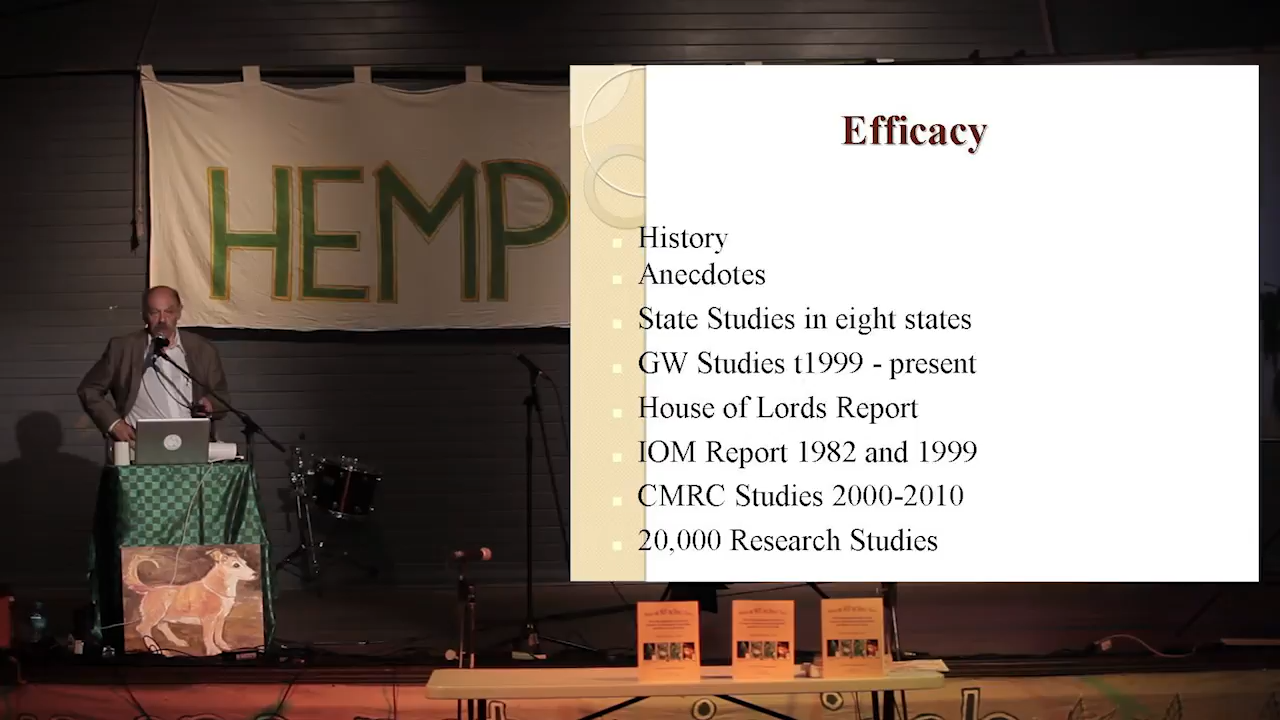 HEMP
Efficacy
History
Anecdotes
State Studies in eight states
GW Studies t1999 - present
House of Lords Report
IOM Report 1982 and 1999
CMRC Studies 2000-2010
20,000 Research Studies